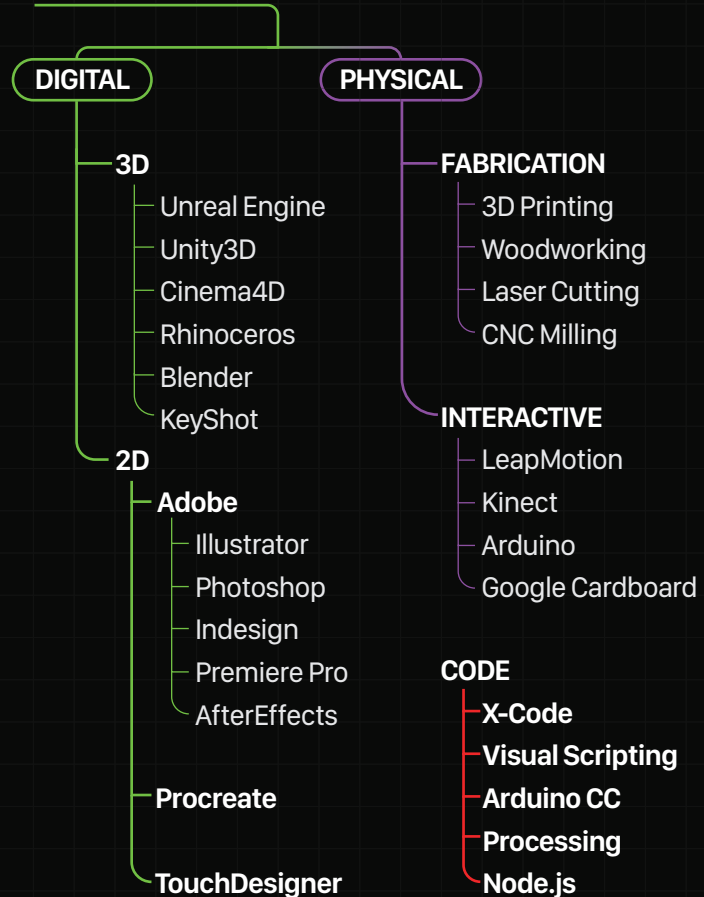 DIGITAL
3D
Unreal Engine
Unity3D
Cinema4D
Rhinoceros
Blender
KeyShot
2D
Adobe
Illustrator
Photoshop
Indesign
Premiere Pro
AfterEffects
Procreate
TouchDesigner
PHYSICAL
FABRICATION
3D Printing
Woodworking
Laser Cutting
CNC Milling
INTERACTIVE
LeapMotion
Kinect
Arduino
Google Cardboard
CODE
X-Code
Visual Scripting
Arduino CC
Processing
Node.js